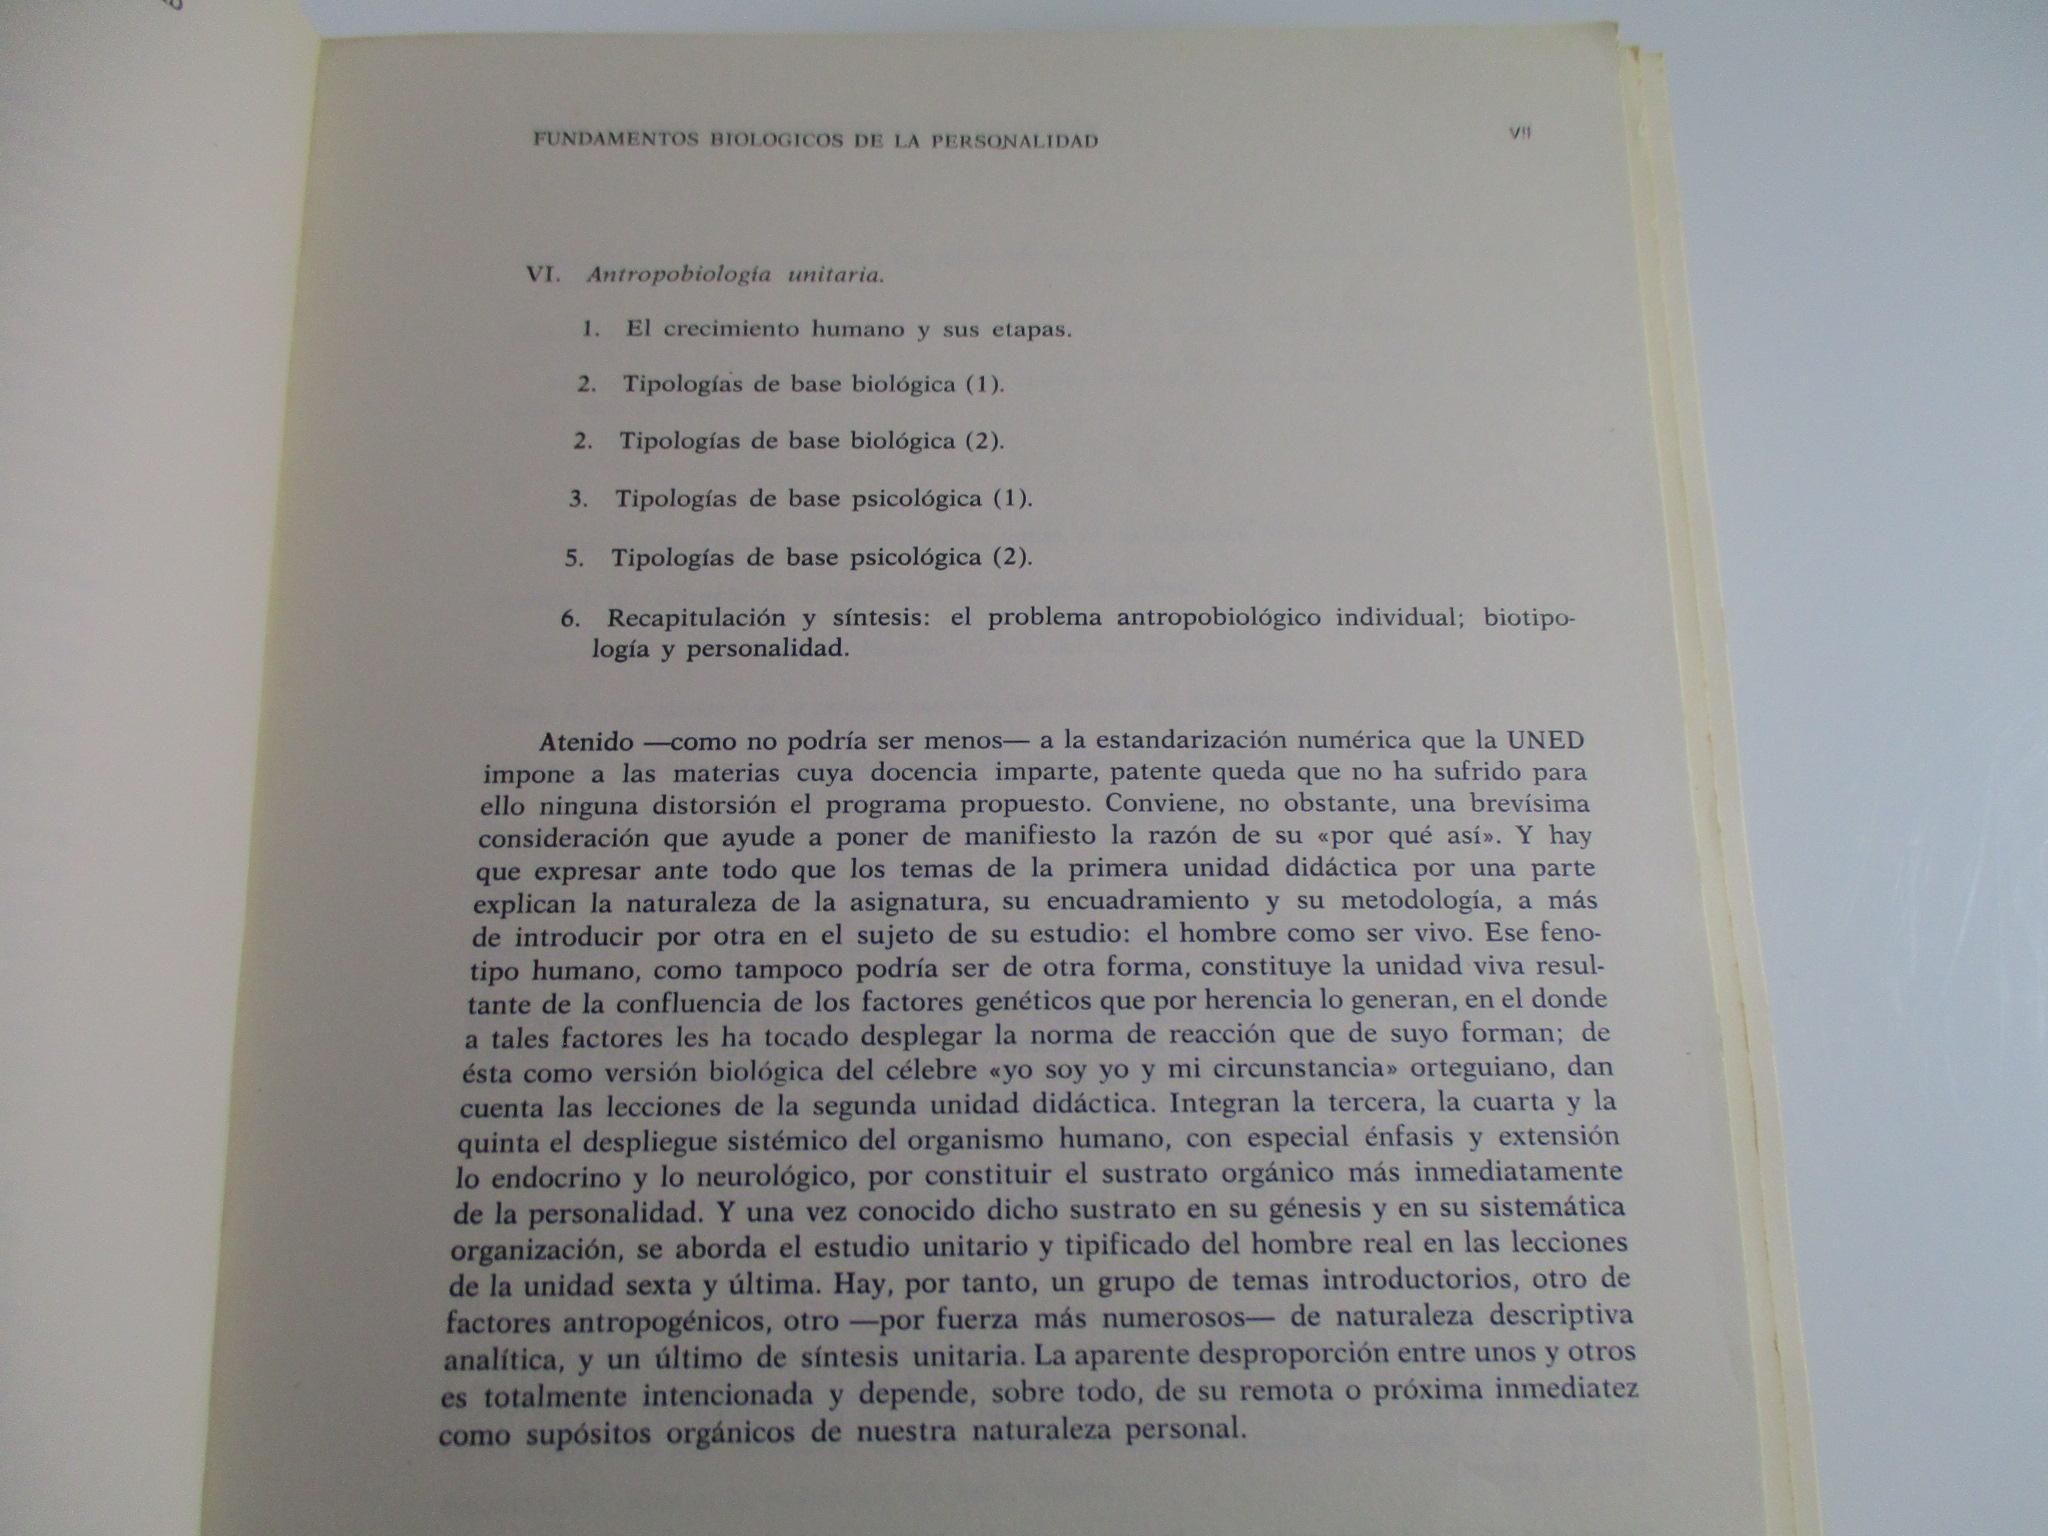 FUNDAMENTOS BIOLOGICOS DE LA PERSONALIDAD
VII
VI. Antropobiología unitaria.
1. El crecimiento humano y sus etapas.
2. Tipologías de base biológica (1).
2. Tipologías de base biológica (2).
3. Tipologías de base psicológica (1).
5. Tipologías de base psicológica (2).
6. Recapitulación y síntesis: el problema antropobiológico individual; biotipo-
logía y personalidad.
Atenido —como no podría ser menos— a la estandarización numérica que la UNED
impone a las materias cuya docencia imparte, patente queda que no ha sufrido para
ello ninguna distorsión el programa propuesto. Conviene, no obstante, una brevísima
consideración que ayude a poner de manifiesto la razón de su «por qué así». Y hay
que expresar ante todo que los temas de la primera unidad didáctica por una parte
explican la naturaleza de la asignatura, su encuadramiento y su metodología, a más
de introducir por otra en el sujeto de su estudio: el hombre como ser vivo. Ese feno-
tipo humano, como tampoco podría ser de otra forma, constituye la unidad viva resul-
tante de la confluencia de los factores genéticos que por herencia lo generan, en el donde
a tales factores les ha tocado desplegar la norma de reacción que de suyo forman; de
ésta como versión biológica del célebre «yo soy yo y mi circunstancia» orteguiano, dan
cuenta las lecciones de la segunda unidad didáctica. Integran la tercera, la cuarta y la
quinta el despliegue sistémico del organismo humano, con especial énfasis y extensión
lo endocrino y lo neurológico, por constituir el sustrato orgánico más inmediatamente
de la personalidad. Y una vez conocido dicho sustrato en su génesis y en su sistemática
organización, se aborda el estudio unitario y tipificado del hombre real en las lecciones
de la unidad sexta y última. Hay, por tanto, un grupo de temas introductorios, otro de
factores antropogénicos, otro —por fuerza más numerosos— de naturaleza descriptiva
analítica, y un último de síntesis unitaria. La aparente desproporción entre unos y otros
es totalmente intencionada y depende, sobre todo, de su remota o próxima inmediatez
como supósitos orgánicos de nuestra naturaleza personal.